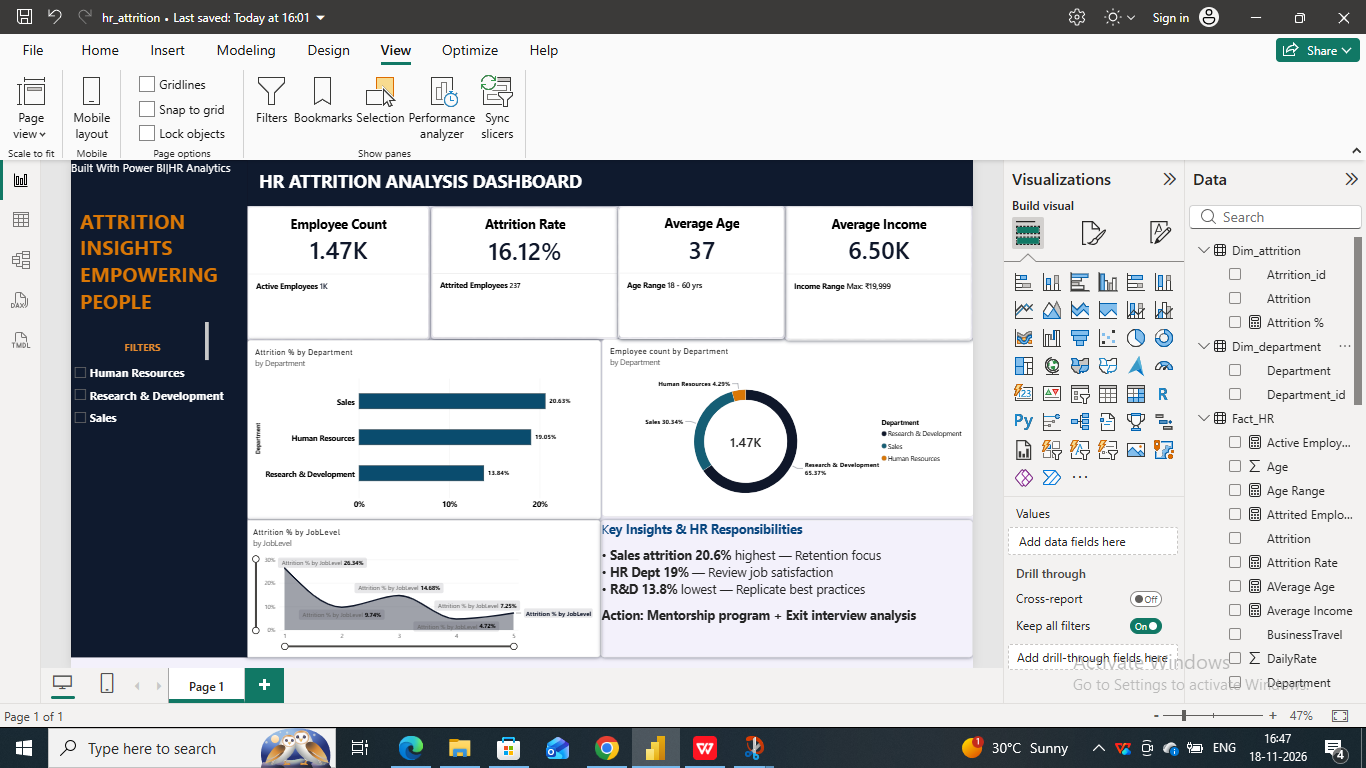 hr_attrition • Last saved: Today at 16:01
Sign in
File Home Insert Modeling Design View Optimize Help
Share
Page view
Mobile layout
Gridlines
Snap to grid
Lock objects
Filters
Bookmarks
Selection
Performance analyzer
Sync slicers
Scale to fit
Mobile
Page options
Show panes
Built With Power BI|HR Analytics
HR ATTRITION ANALYSIS DASHBOARD
ATTRITION
INSIGHTS
EMPOWERING
PEOPLE
FILTERS
Human Resources
Research & Development
Sales
Employee Count
1.47K
Active Employees 1K
Attrition Rate
16.12%
Attrited Employees 237
Average Age
37
Age Range 18 - 60 yrs
Average Income
6.50K
Income Range Max: ₹19,999
Attrition % by Department
by Department
Department
Sales 20.63%
Human Resources 19.05%
Research & Development 13.84%
0% 10% 20%
Employee count by Department
by Department
Human Resources 4.29%
Sales 30.34%
1.47K
Research & Development
65.37%
Department
Research & Development
Sales
Human Resources
Attrition % by JobLevel
by JobLevel
30%
20%
10%
0%
Attrition % by JobLevel 26.34%
Attrition % by JobLevel 9.74%
Attrition % by JobLevel 14.68%
Attrition % by JobLevel 4.72%
Attrition % by JobLevel 7.25%
Attrition % by JobLevel
1 2 3 4 5
Key Insights & HR Responsibilities
• Sales attrition 20.6% highest — Retention focus
• HR Dept 19% — Review job satisfaction
• R&D 13.8% lowest — Replicate best practices
Action: Mentorship program + Exit interview analysis
Visualizations
Build visual
R
Py
Values
Add data fields here
Drill through
Cross-report
Off
Keep all filters
On
Add drill-through fields here
Data
Search
Dim_attrition
Atrrition_id
Attrition
Attrition %
Dim_department
Department
Department_id
Fact_HR
Active Employ...
Age
Age Range
Attrited Emplo...
Attrition
Attrition Rate
AVerage Age
Average Income
BusinessTravel
DailyRate
Department
Activate Windows
Go to Settings to activate Windows.
DAX
TMDL
Page 1
Page 1 of 1
- + 47%
Type here to search
W
1
30°C Sunny
ENG
16:47
18-11-2026
4